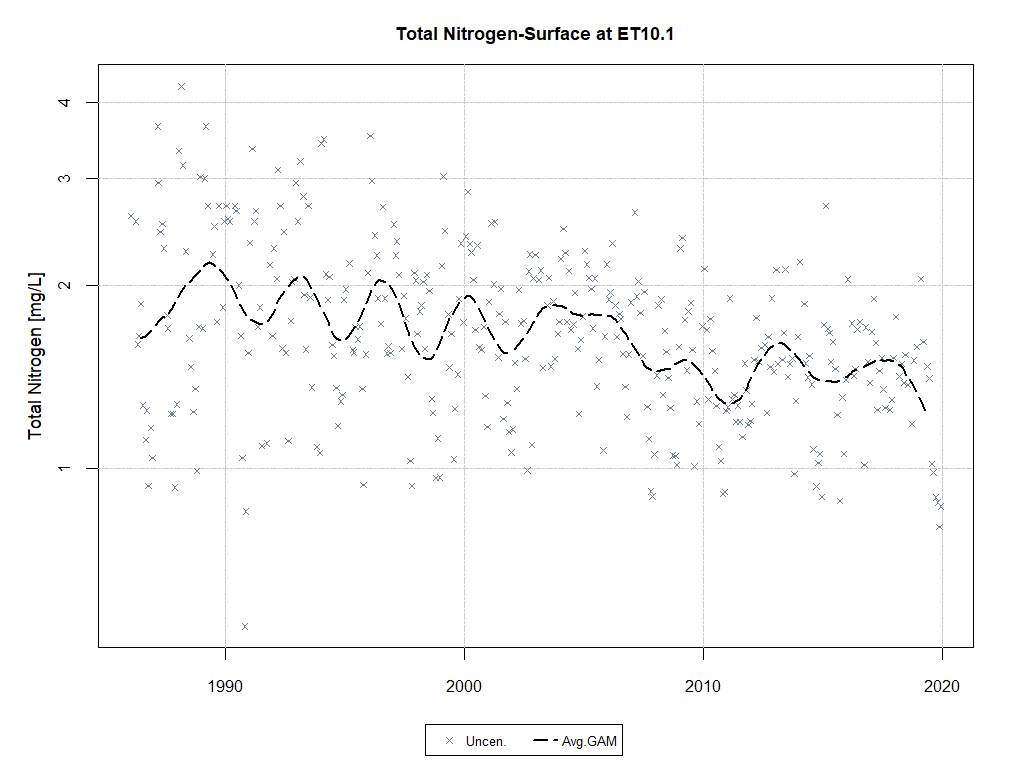 Total Nitrogen-Surface at ET10.1
Total Nitrogen [mg/L]
4
3
2
1
1990 2000 2010 2020
Uncen. Avg.GAM